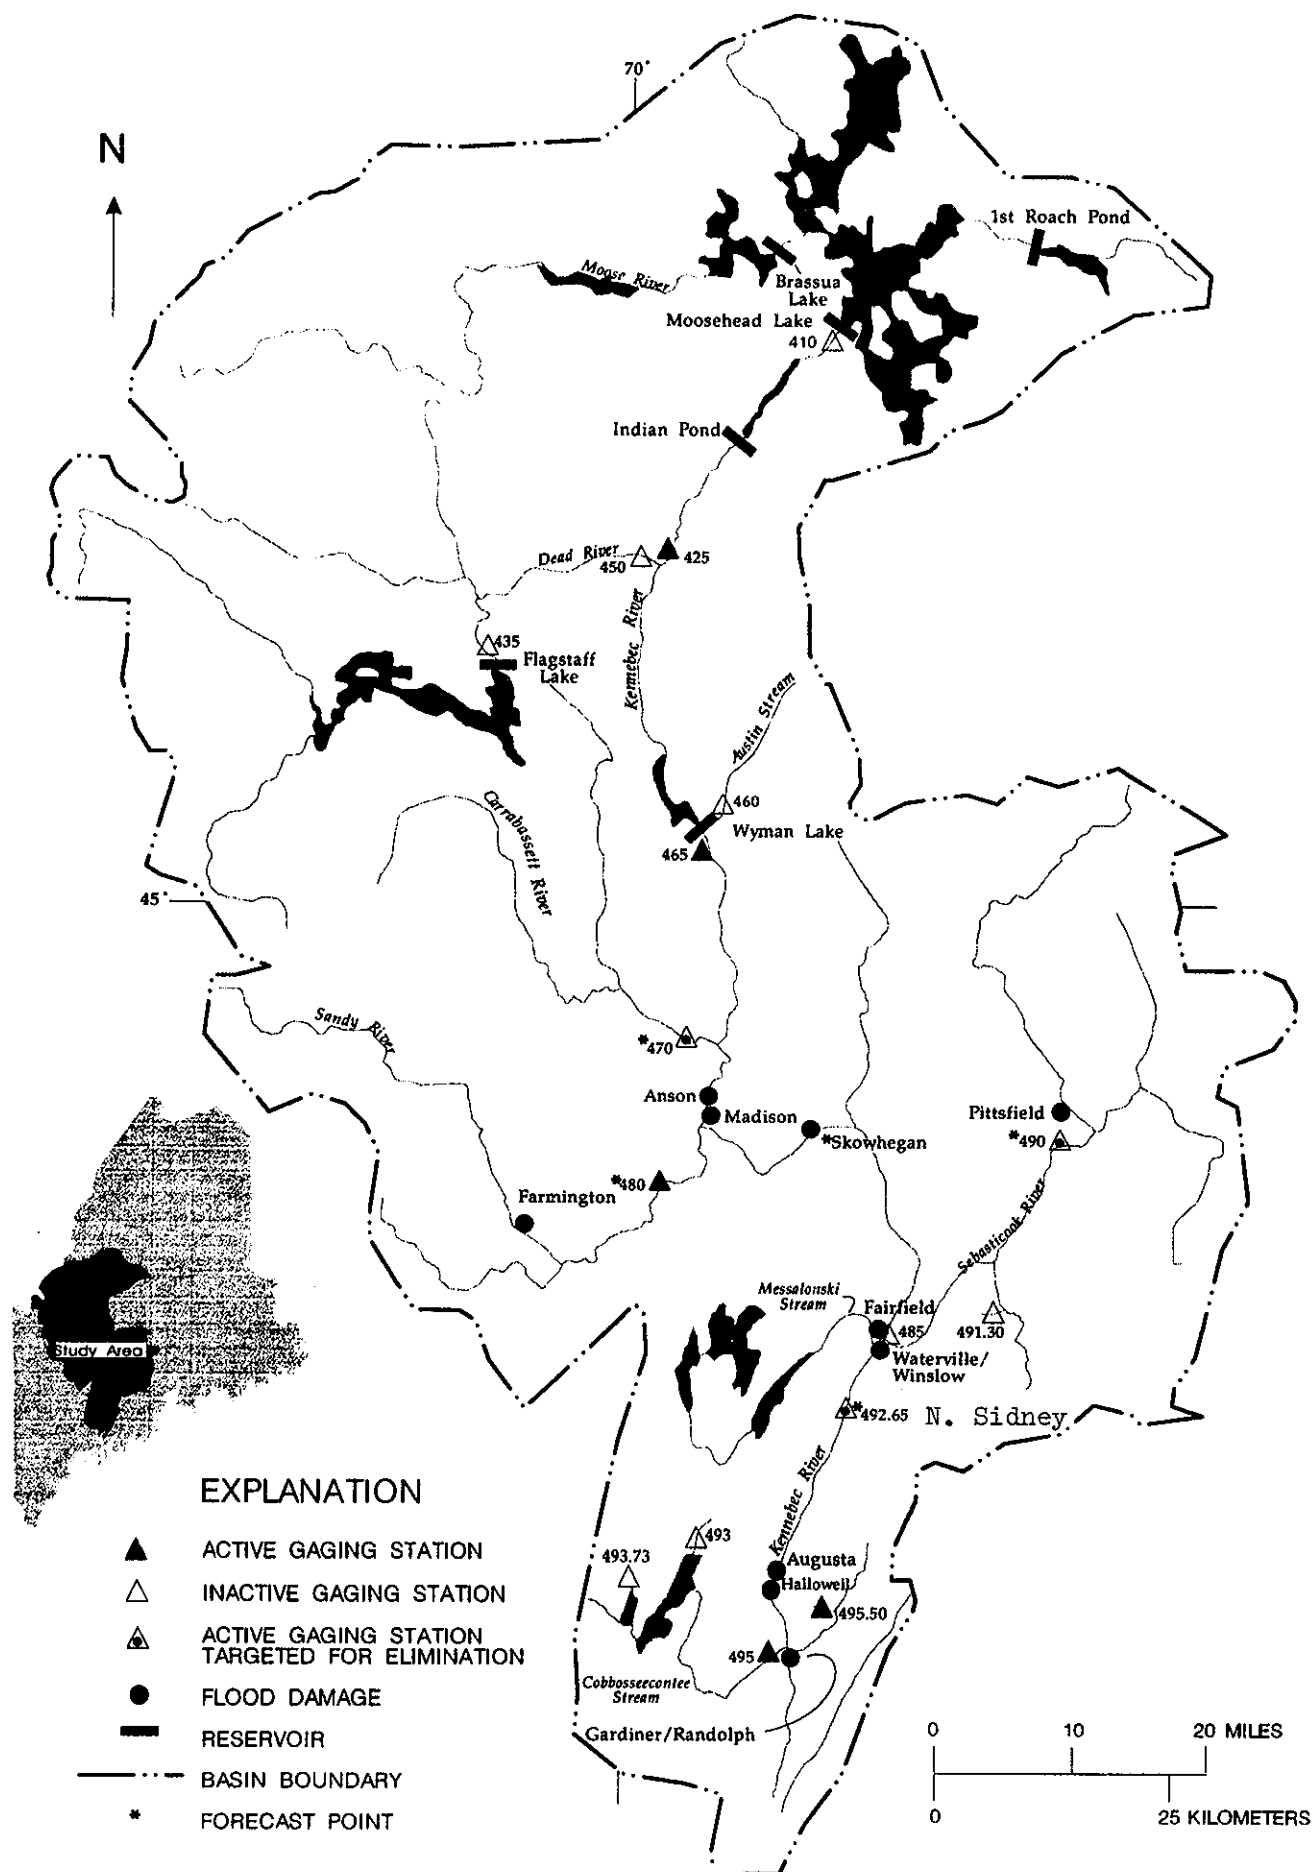 70°
N
1st Roach Pond
Moose River
Brassua
Lake
Moosehead Lake
410
Indian Pond
Dead River
450
425
Kennebec River
435
Flagstaff
Lake
Austin Stream
460
Wyman Lake
465
Carrabassett River
45°
Sandy River
*470
Anson
Madison
Pittsfield
*Skowhegan
*490
*480
Farmington
Sebasticook River
Messalonski
Stream
Fairfield
485
491.30
Study Area
Waterville/
Winslow
*492.65
N. Sidney
Kennebec River
EXPLANATION
ACTIVE GAGING STATION
INACTIVE GAGING STATION
ACTIVE GAGING STATION
TARGETED FOR ELIMINATION
FLOOD DAMAGE
RESERVOIR
BASIN BOUNDARY
* FORECAST POINT
493
493.73
Augusta
Hallowell
495.50
495
Cobbosseecontee
Stream
Gardiner/Randolph
0 10 20 MILES
0 25 KILOMETERS